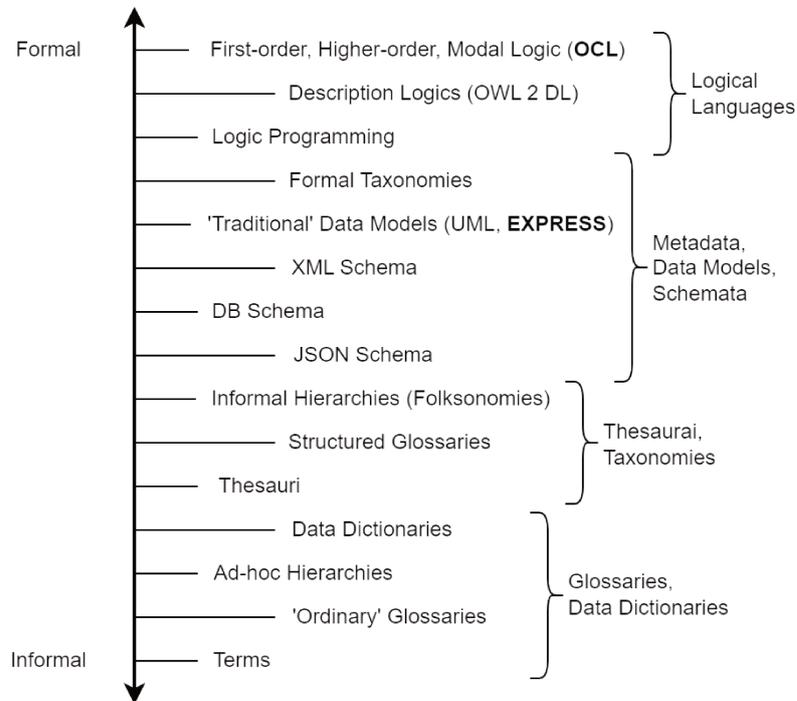 Formal
First-order, Higher-order, Modal Logic (OCL)
Description Logics (OWL 2 DL)
Logic Programming
Logical
Languages
Formal Taxonomies
'Traditional' Data Models (UML, EXPRESS)
XML Schema
DB Schema
JSON Schema
Metadata,
Data Models,
Schemata
Informal Hierarchies (Folksonomies)
Structured Glossaries
Thesauri
Thesaurai,
Taxonomies
Data Dictionaries
Ad-hoc Hierarchies
'Ordinary' Glossaries
Informal
Terms
Glossaries,
Data Dictionaries